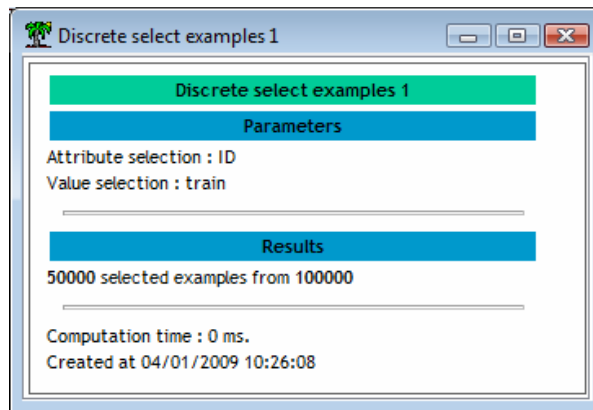 Discrete select examples 1
Discrete select examples 1
Parameters
Attribute selection : ID
Value selection : train
Results
50000 selected examples from 100000
Computation time : 0 ms.
Created at 04/01/2009 10:26:08